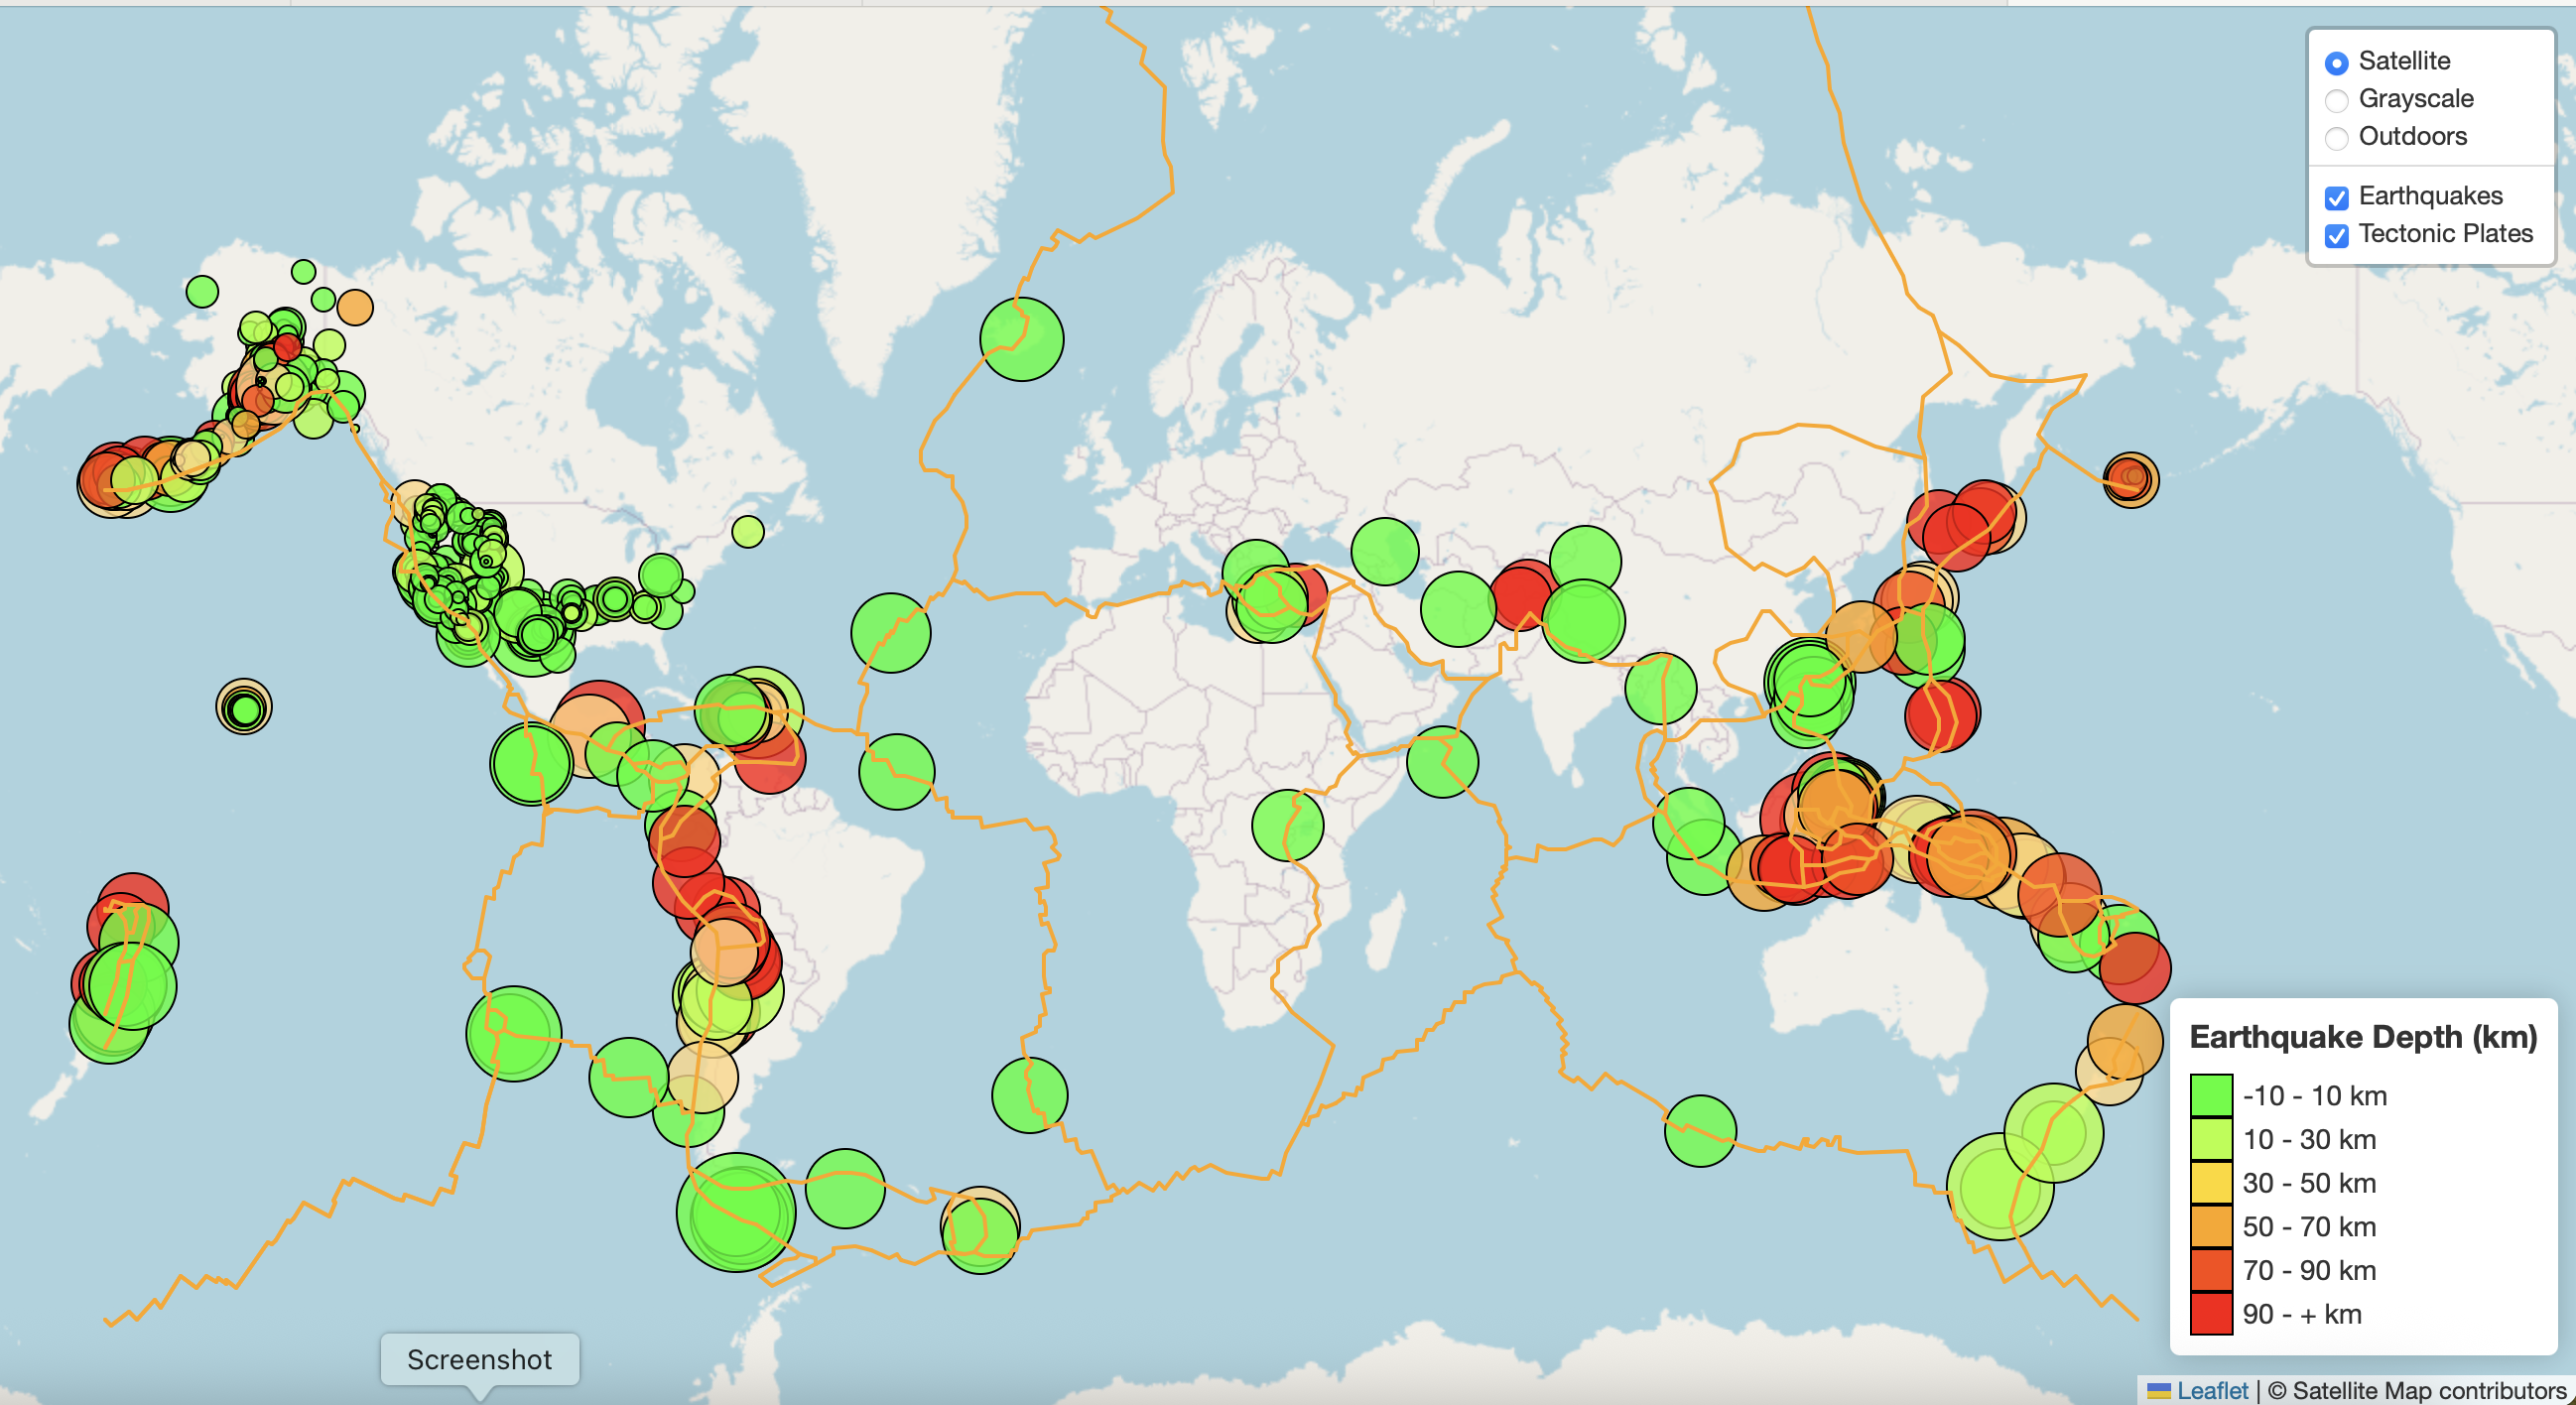 Satellite
Grayscale
Outdoors
Earthquakes
Tectonic Plates
Earthquake Depth (km)
-10 - 10 km
10 - 30 km
30 - 50 km
50 - 70 km
70 - 90 km
90 - + km
Screenshot
Leaflet | © Satellite Map contributors